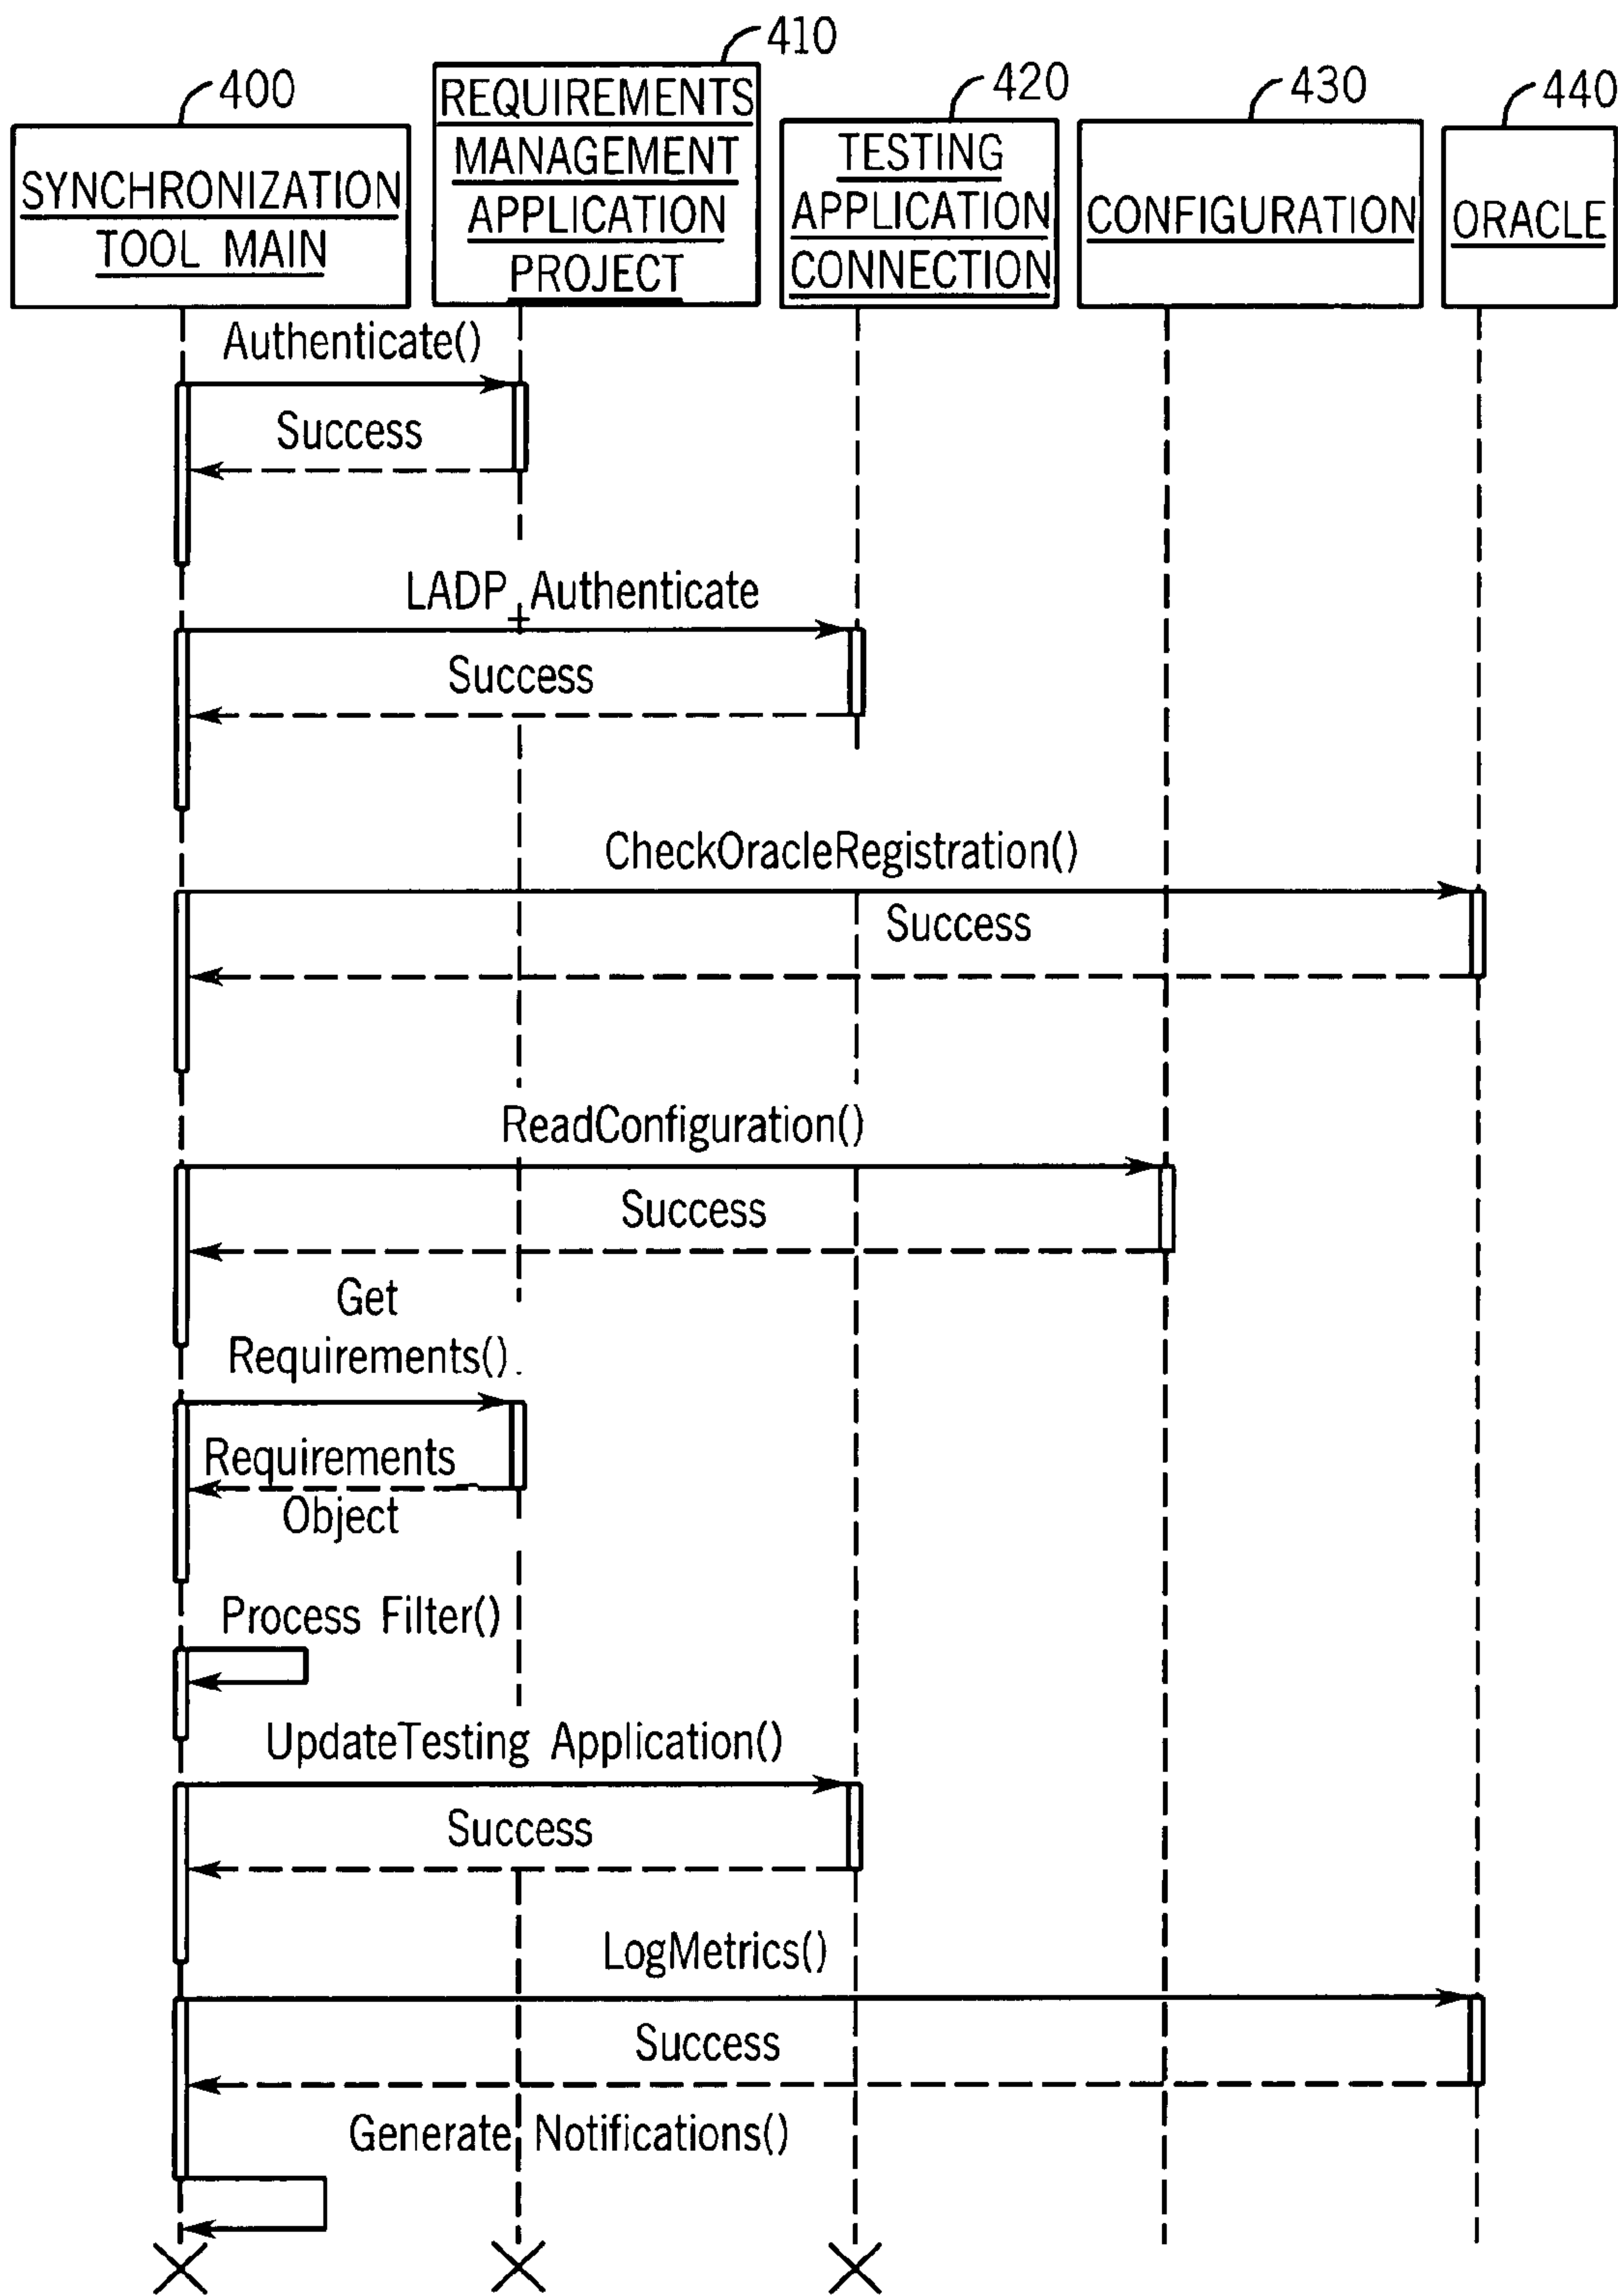 400
410
420
430
440
SYNCHRONIZATION
TOOL MAIN
REQUIREMENTS
MANAGEMENT
APPLICATION
PROJECT
TESTING
APPLICATION
CONNECTION
CONFIGURATION
ORACLE
Authenticate()
Success
LADP Authenticate
Success
CheckOracleRegistration()
Success
ReadConfiguration()
Success
Get
Requirements()
Requirements
Object
Process Filter()
UpdateTesting Application()
Success
LogMetrics()
Success
Generate Notifications()